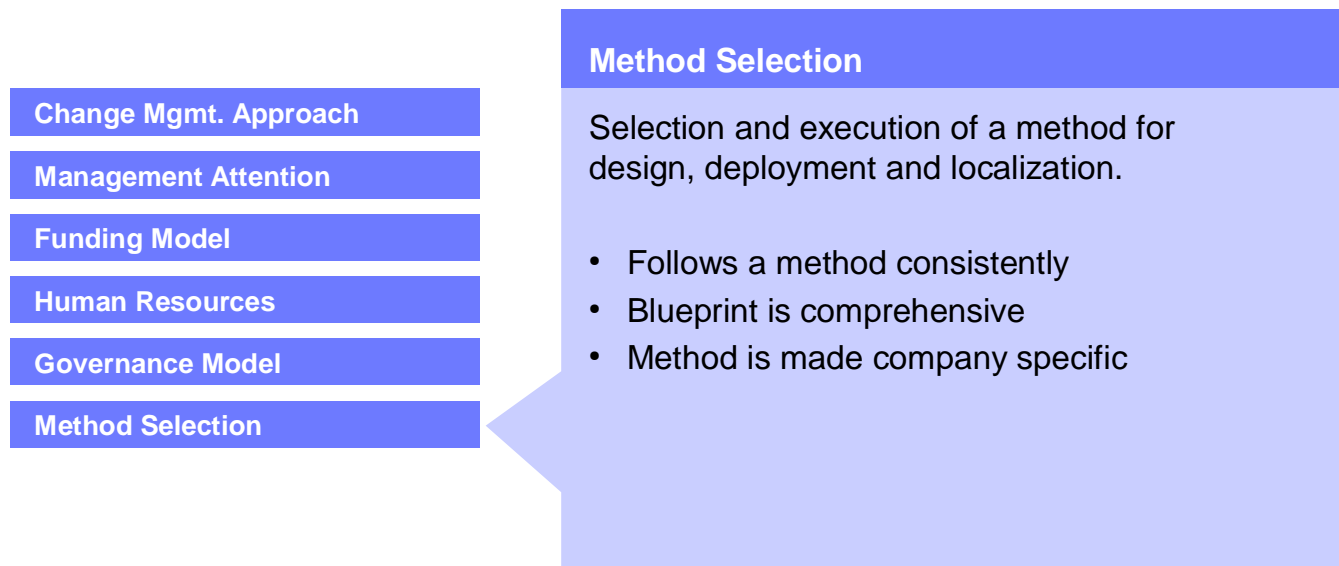 Change Mgmt. Approach
Management Attention
Funding Model
Human Resources
Governance Model
Method Selection
Method Selection
Selection and execution of a method for
design, deployment and localization.
• Follows a method consistently
• Blueprint is comprehensive
• Method is made company specific